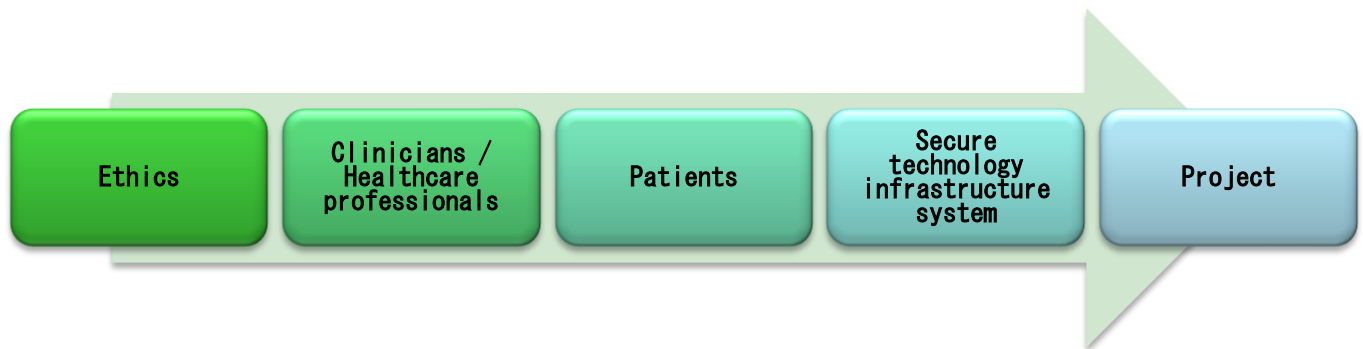 Ethics
Clinicians /
Healthcare
professionals
Patients
Secure
technology
infrastructure
system
Project